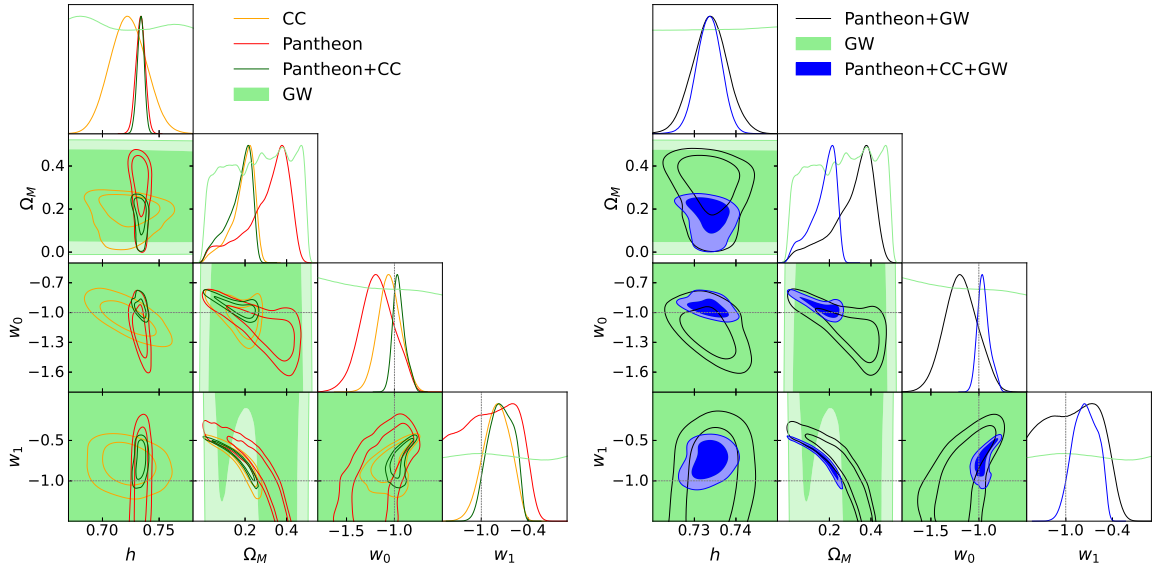 CC
Pantheon
Pantheon+CC
GW
0.4
0.2
0.0
Ω_M
−0.7
−1.0
−1.3
−1.6
w_0
−0.5
−1.0
w_1
0.70 0.75
h
0.2 0.4
Ω_M
−1.5 −1.0
w_0
−1.0 −0.4
w_1
Pantheon+GW
GW
Pantheon+CC+GW
0.4
0.2
0.0
Ω_M
−0.7
−1.0
−1.3
−1.6
w_0
−0.5
−1.0
w_1
0.73 0.74
h
0.2 0.4
Ω_M
−1.5 −1.0
w_0
−1.0 −0.4
w_1